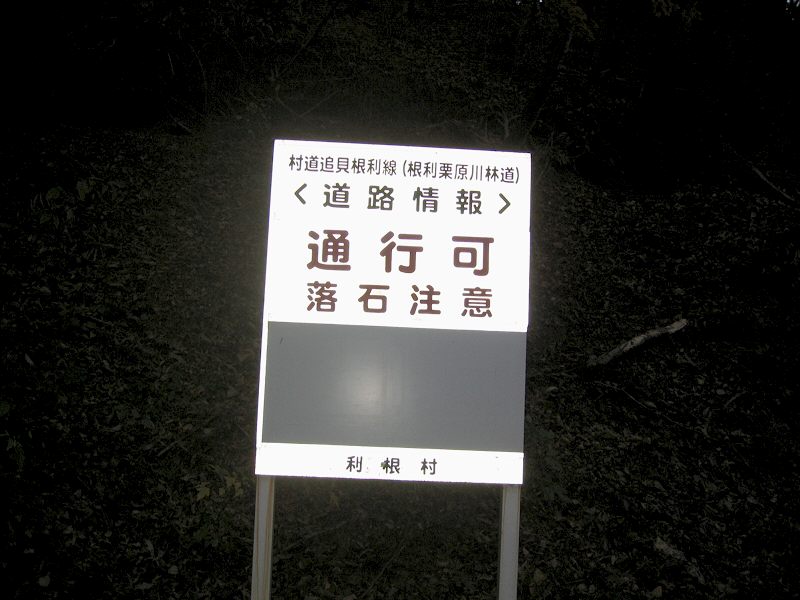 村道追貝根利線(根利栗原川林道)
<道路情報>
通行可
落石注意
利根村